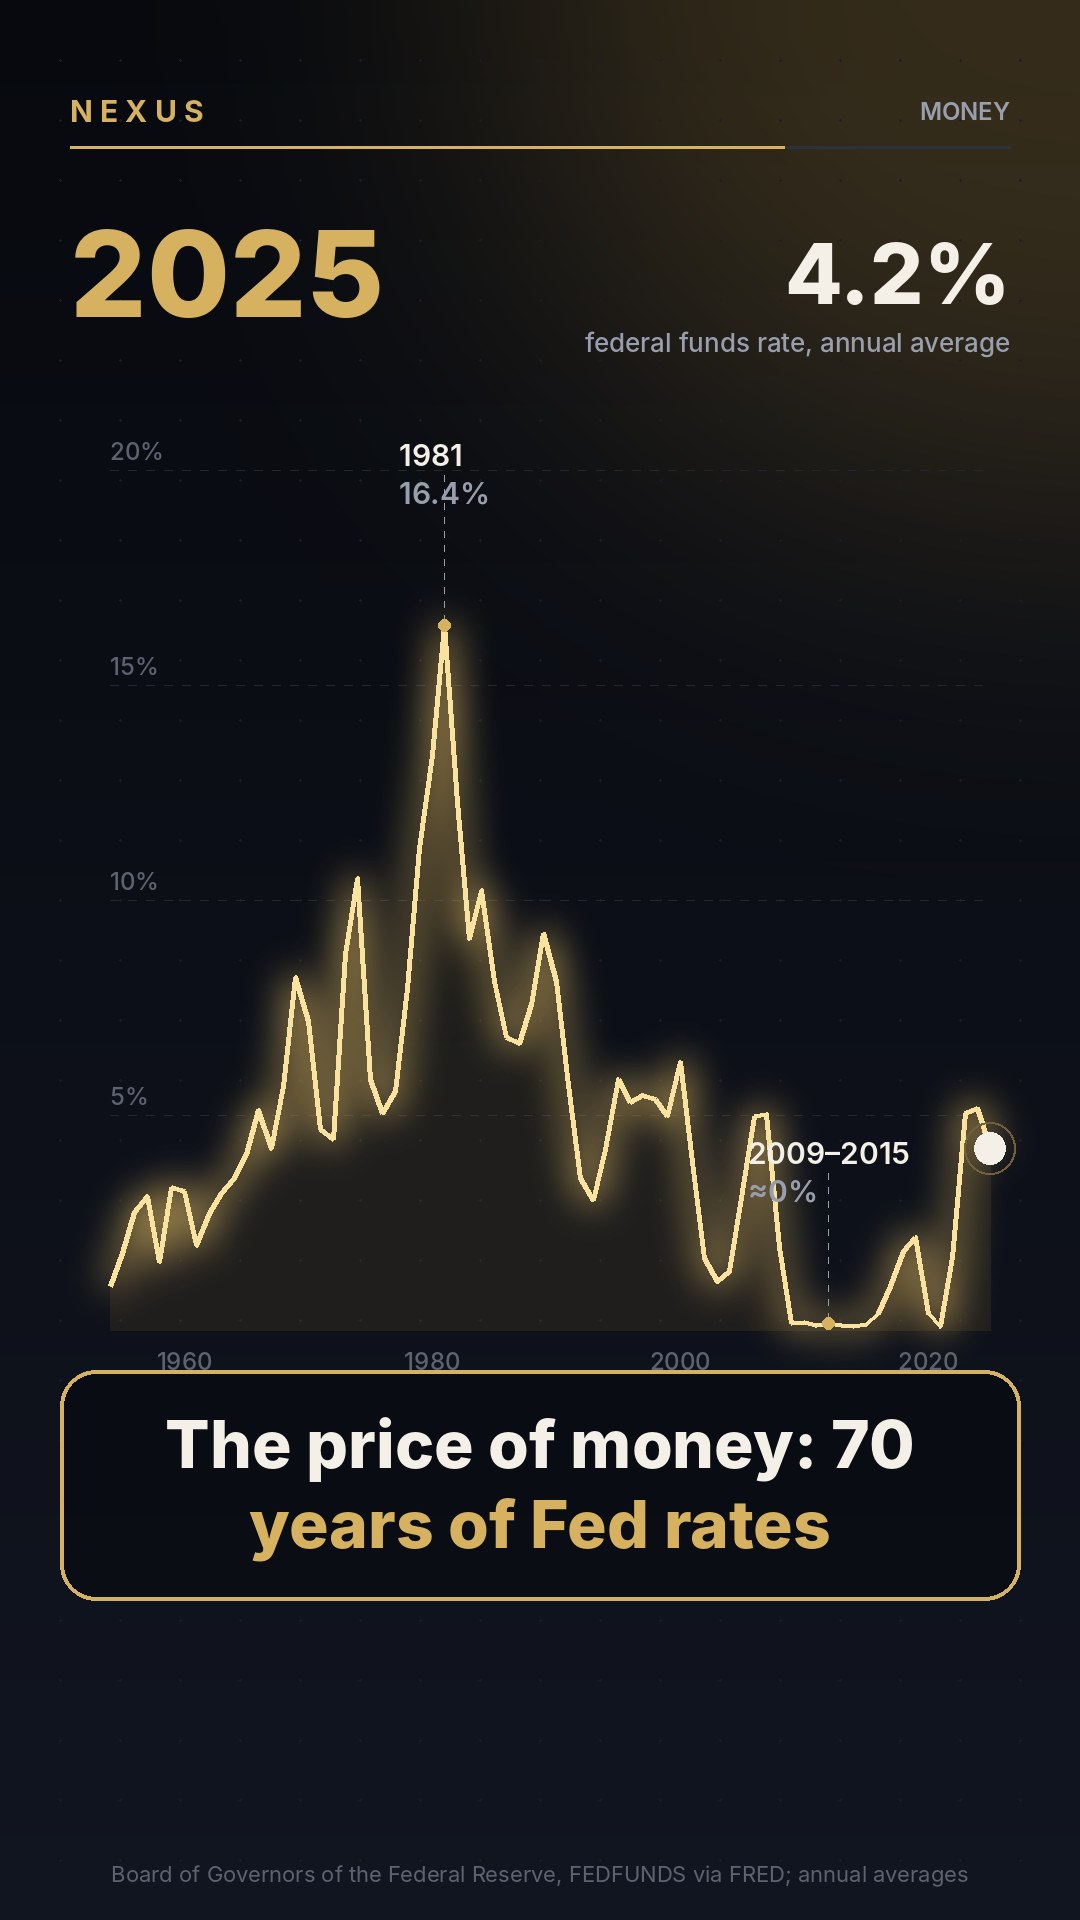 NEXUS
MONEY
2025
4.2%
federal funds rate, annual average
20%
1981
16.4%
15%
10%
5%
2009–2015
≈0%
1960 1980 2000 2020
The price of money: 70
years of Fed rates
Board of Governors of the Federal Reserve, FEDFUNDS via FRED; annual averages